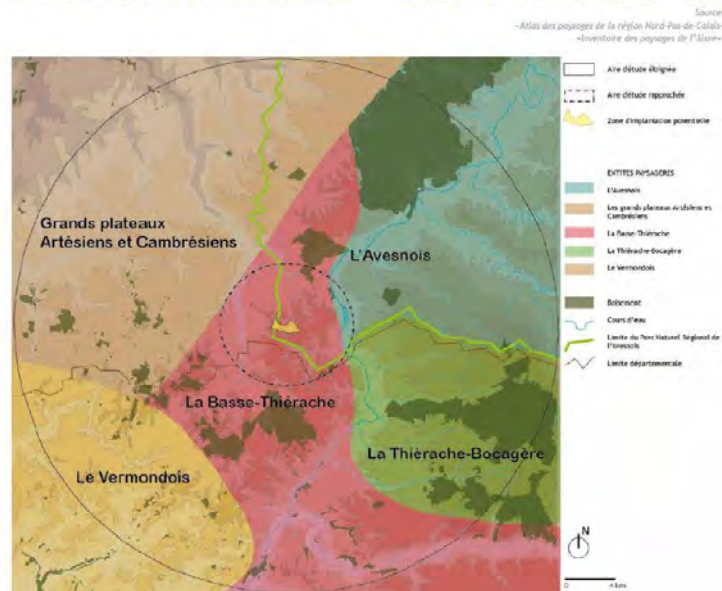 Source
«Atlas des paysages de la région Nord-Pas-de-Calais»
«Inventaire des paysages de l'Aisne»
Aire d'étude éloignée
Aire d'étude rapprochée
Zone d'implantation potentielle
ENTITES PAYSAGERES
L'Avesnois
Les grands plateaux Artésiens et
Cambrésiens
La Basse-Thiérache
La Thiérache-Bocagère
Le Vermondois
Boisement
Cours d'eau
Limite du Parc Naturel Régional de
l'Avesnois
Limite départementale
Grands plateaux
Artésiens et Cambrésiens
L'Avesnois
La Basse-Thiérache
La Thiérache-Bocagère
Le Vermondois
N
0 4 km